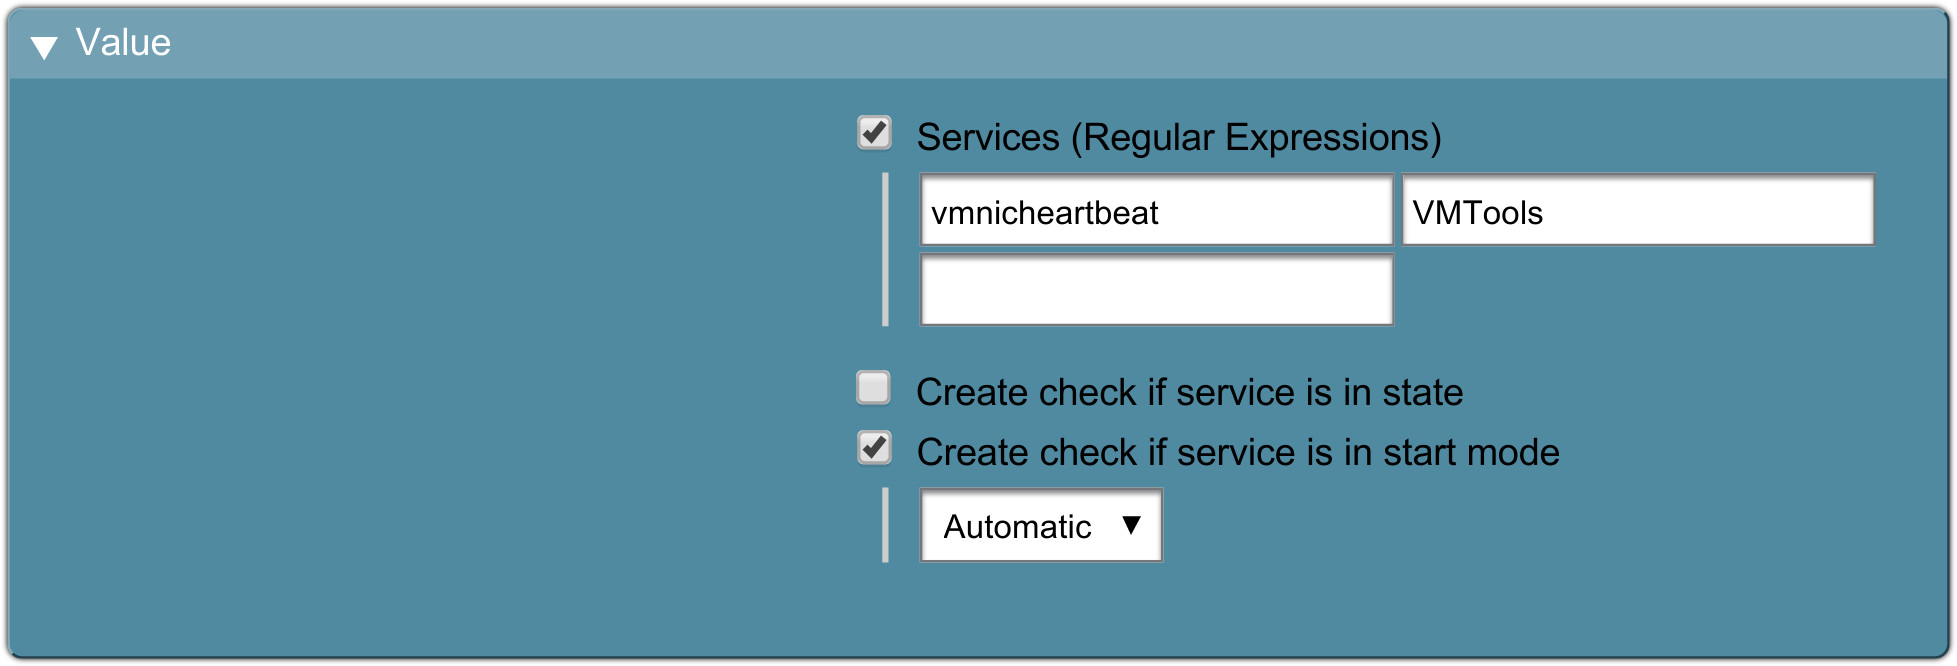 Value
Services (Regular Expressions)
vmnicheartbeat VMTools
Create check if service is in state
Create check if service is in start mode
Automatic